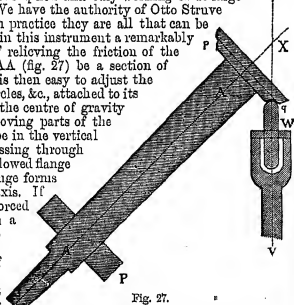 We have the authority of Otto Struve
n practice they are all that can be
in this instrument a remarkably
relieving the friction of the
AA (fig. 27) be a section of
is then easy to adjust the
cles, &c., attached to its
the centre of gravity
oving parts of the
be in the vertical
ssing through
llowed flange
nge forms
xis. If
orced
a
P
X
A
q
W
A
P
V
Fig. 27.